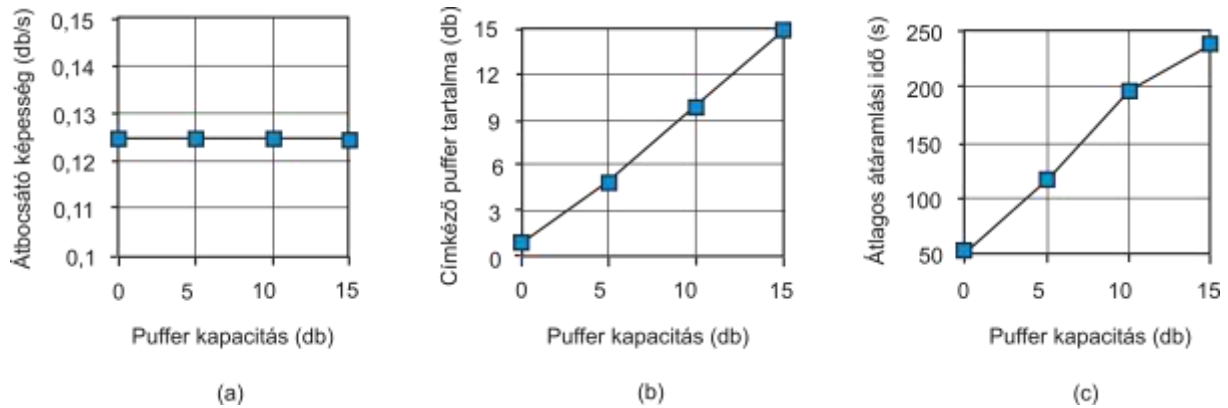 Átbocsátó képesség (db/s)
0,15
0,14
0,13
0,12
0,11
0,1
0 5 10 15
Puffer kapacitás (db)
(a)
Címkéző puffer tartalma (db)
15
12
9
6
3
0
0 5 10 15
Puffer kapacitás (db)
(b)
Átlagos átáramlási idő (s)
250
200
150
100
50
0 5 10 15
Puffer kapacitás (db)
(c)